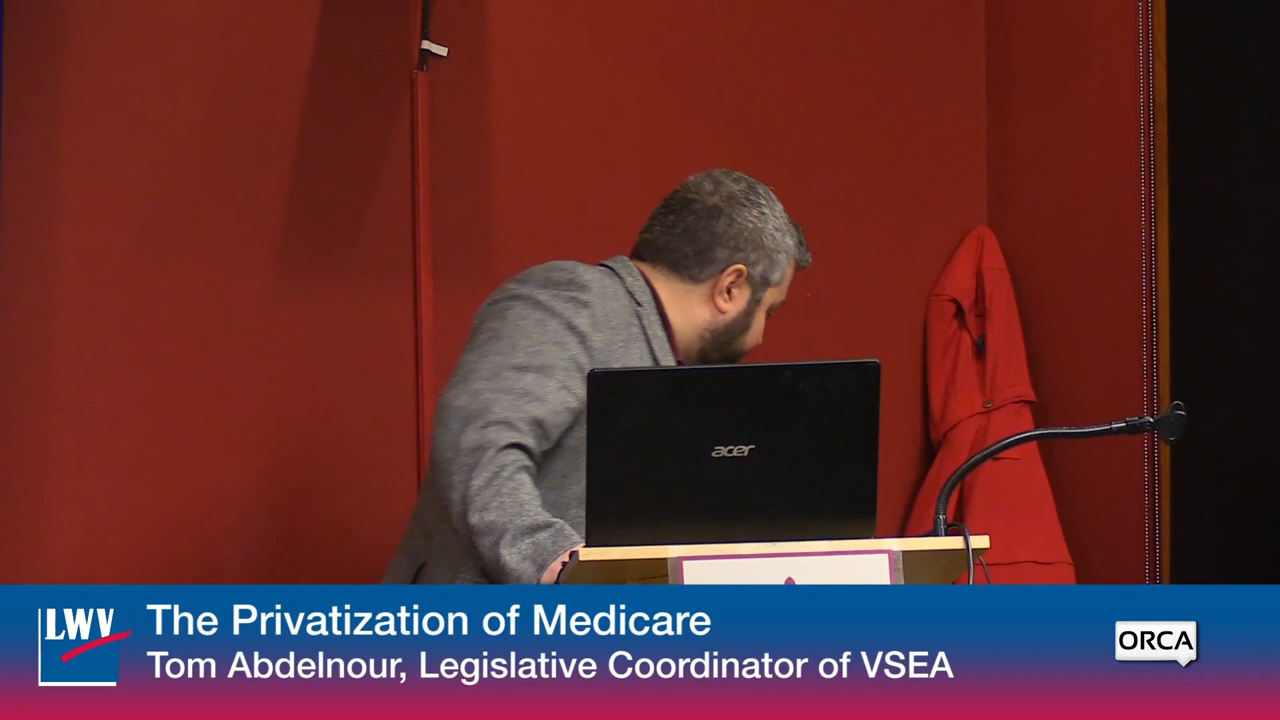 acer
LWV
The Privatization of Medicare
Tom Abdelnour, Legislative Coordinator of VSEA
ORCA